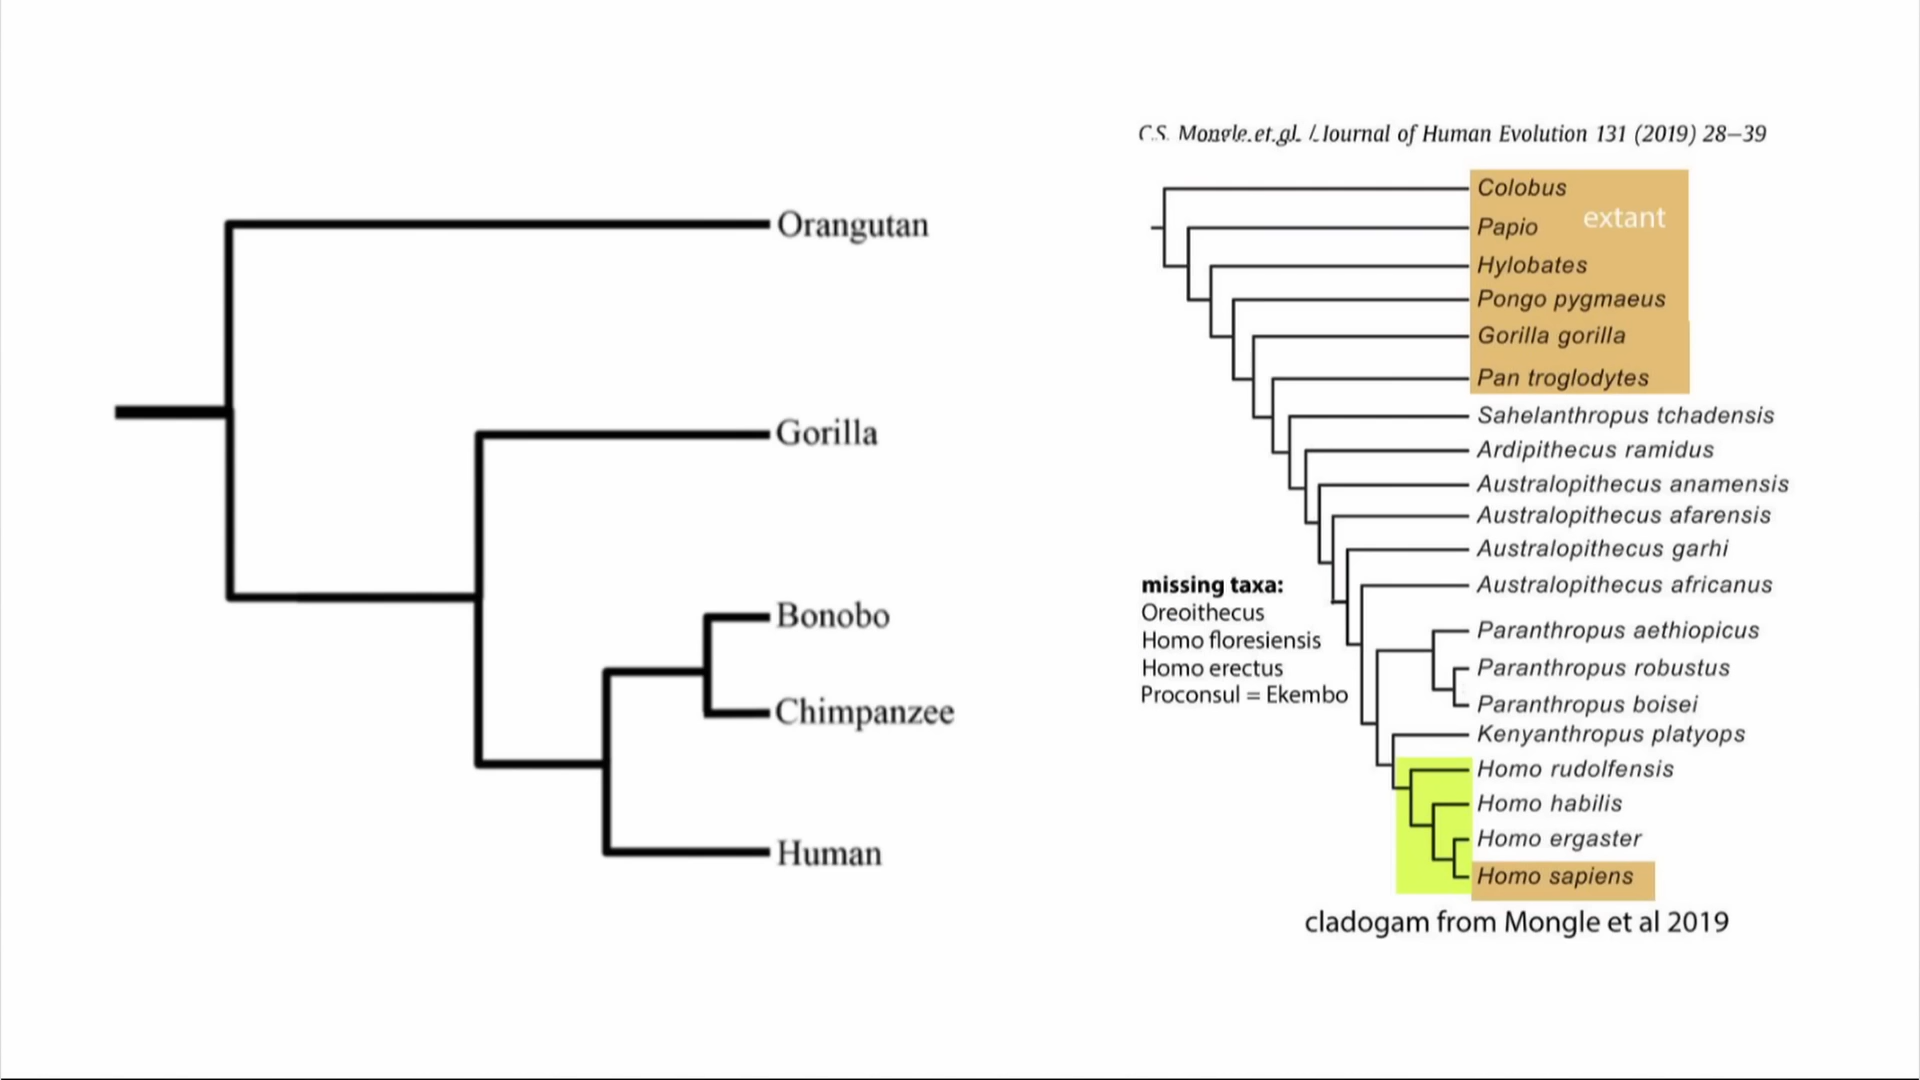 Orangutan
Gorilla
Bonobo
Chimpanzee
Human
C.S. Mongle et al. / Journal of Human Evolution 131 (2019) 28–39
Colobus
extant
Papio
Hylobates
Pongo pygmaeus
Gorilla gorilla
Pan troglodytes
Sahelanthropus tchadensis
Ardipithecus ramidus
Australopithecus anamensis
Australopithecus afarensis
Australopithecus garhi
Australopithecus africanus
missing taxa:
Oreoithecus
Homo floresiensis
Homo erectus
Proconsul = Ekembo
Paranthropus aethiopicus
Paranthropus robustus
Paranthropus boisei
Kenyanthropus platyops
Homo rudolfensis
Homo habilis
Homo ergaster
Homo sapiens
cladogam from Mongle et al 2019